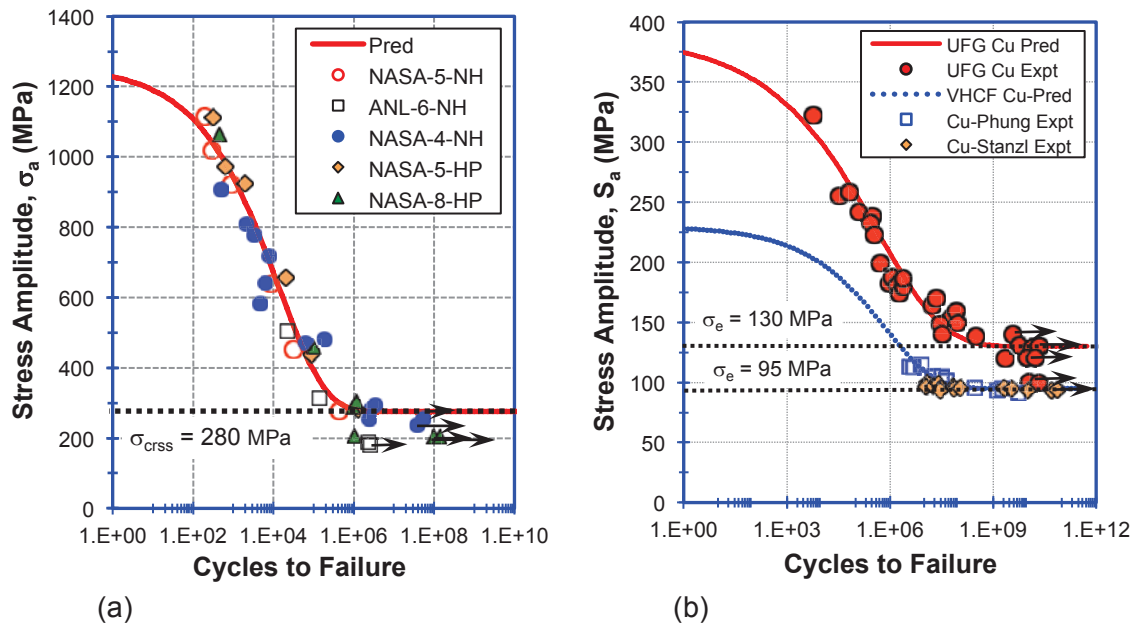 1400
1200
1000
800
600
400
200
0
Stress Amplitude, σa (MPa)
Pred
NASA-5-NH
ANL-6-NH
NASA-4-NH
NASA-5-HP
NASA-8-HP
σcrss = 280 MPa
1.E+00 1.E+02 1.E+04 1.E+06 1.E+08 1.E+10
Cycles to Failure
(a)
400
350
300
250
200
150
100
50
0
Stress Amplitude, Sa (MPa)
UFG Cu Pred
UFG Cu Expt
VHCF Cu-Pred
Cu-Phung Expt
Cu-Stanzl Expt
σe = 130 MPa
σe = 95 MPa
1.E+00 1.E+03 1.E+06 1.E+09 1.E+12
Cycles to Failure
(b)